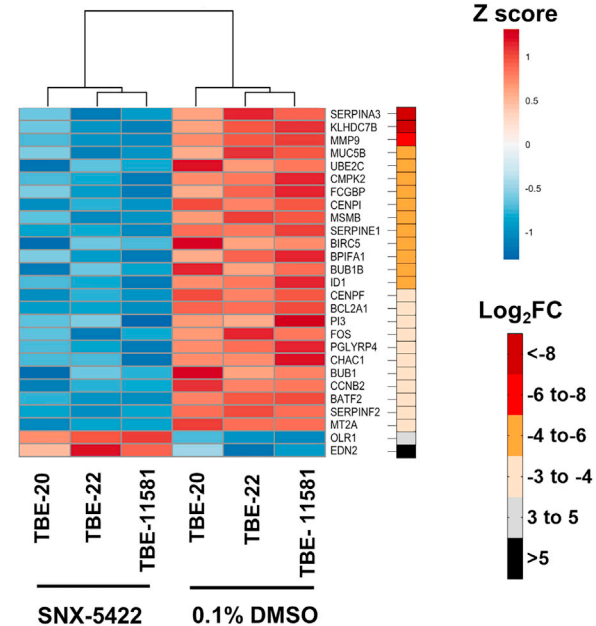 Z score
1
0.5
0
-0.5
-1
SERPINA3
KLHDC7B
MMP9
MUC5B
UBE2C
CMPK2
FCGBP
CENPI
MSMB
SERPINE1
BIRC5
BPIFA1
BUB1B
ID1
CENPF
BCL2A1
PI3
FOS
PGLYRP4
CHAC1
BUB1
CCNB2
BATF2
SERPINF2
MT2A
OLR1
EDN2
Log2FC
<-8
-6 to-8
-4 to-6
-3 to -4
3 to 5
>5
TBE-20
TBE-22
TBE-11581
TBE-20
TBE-22
TBE- 11581
SNX-5422
0.1% DMSO